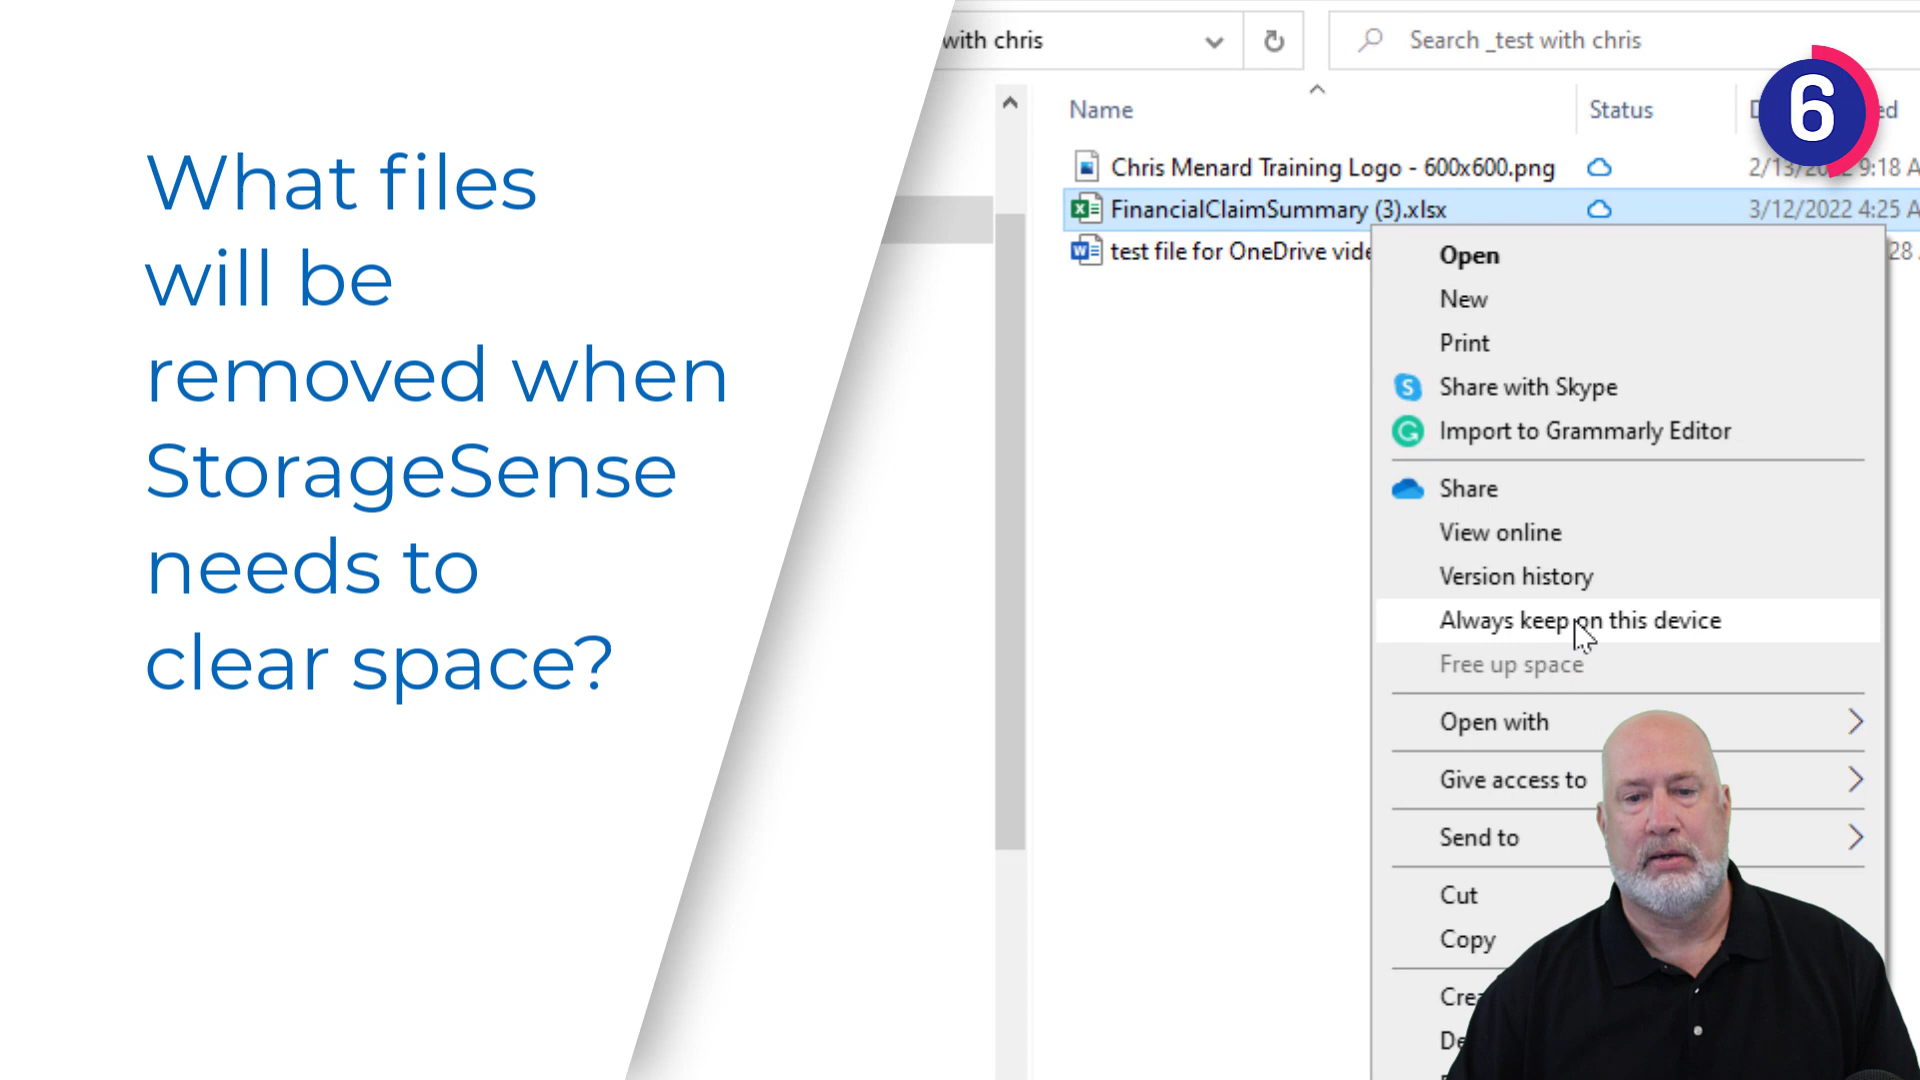 What files
will be
removed when
StorageSense
needs to
clear space?
with chris
Search _test with chris
6
Name
Status
Chris Menard Training Logo - 600x600.png
9:18 A
FinancialClaimSummary (3).xlsx
3/12/2022 4:25 A
test file for OneDrive vide
28
Open
New
Print
Share with Skype
Import to Grammarly Editor
Share
View online
Version history
Always keep on this device
Free up space
Open with
Give access to
Send to
Cut
Copy